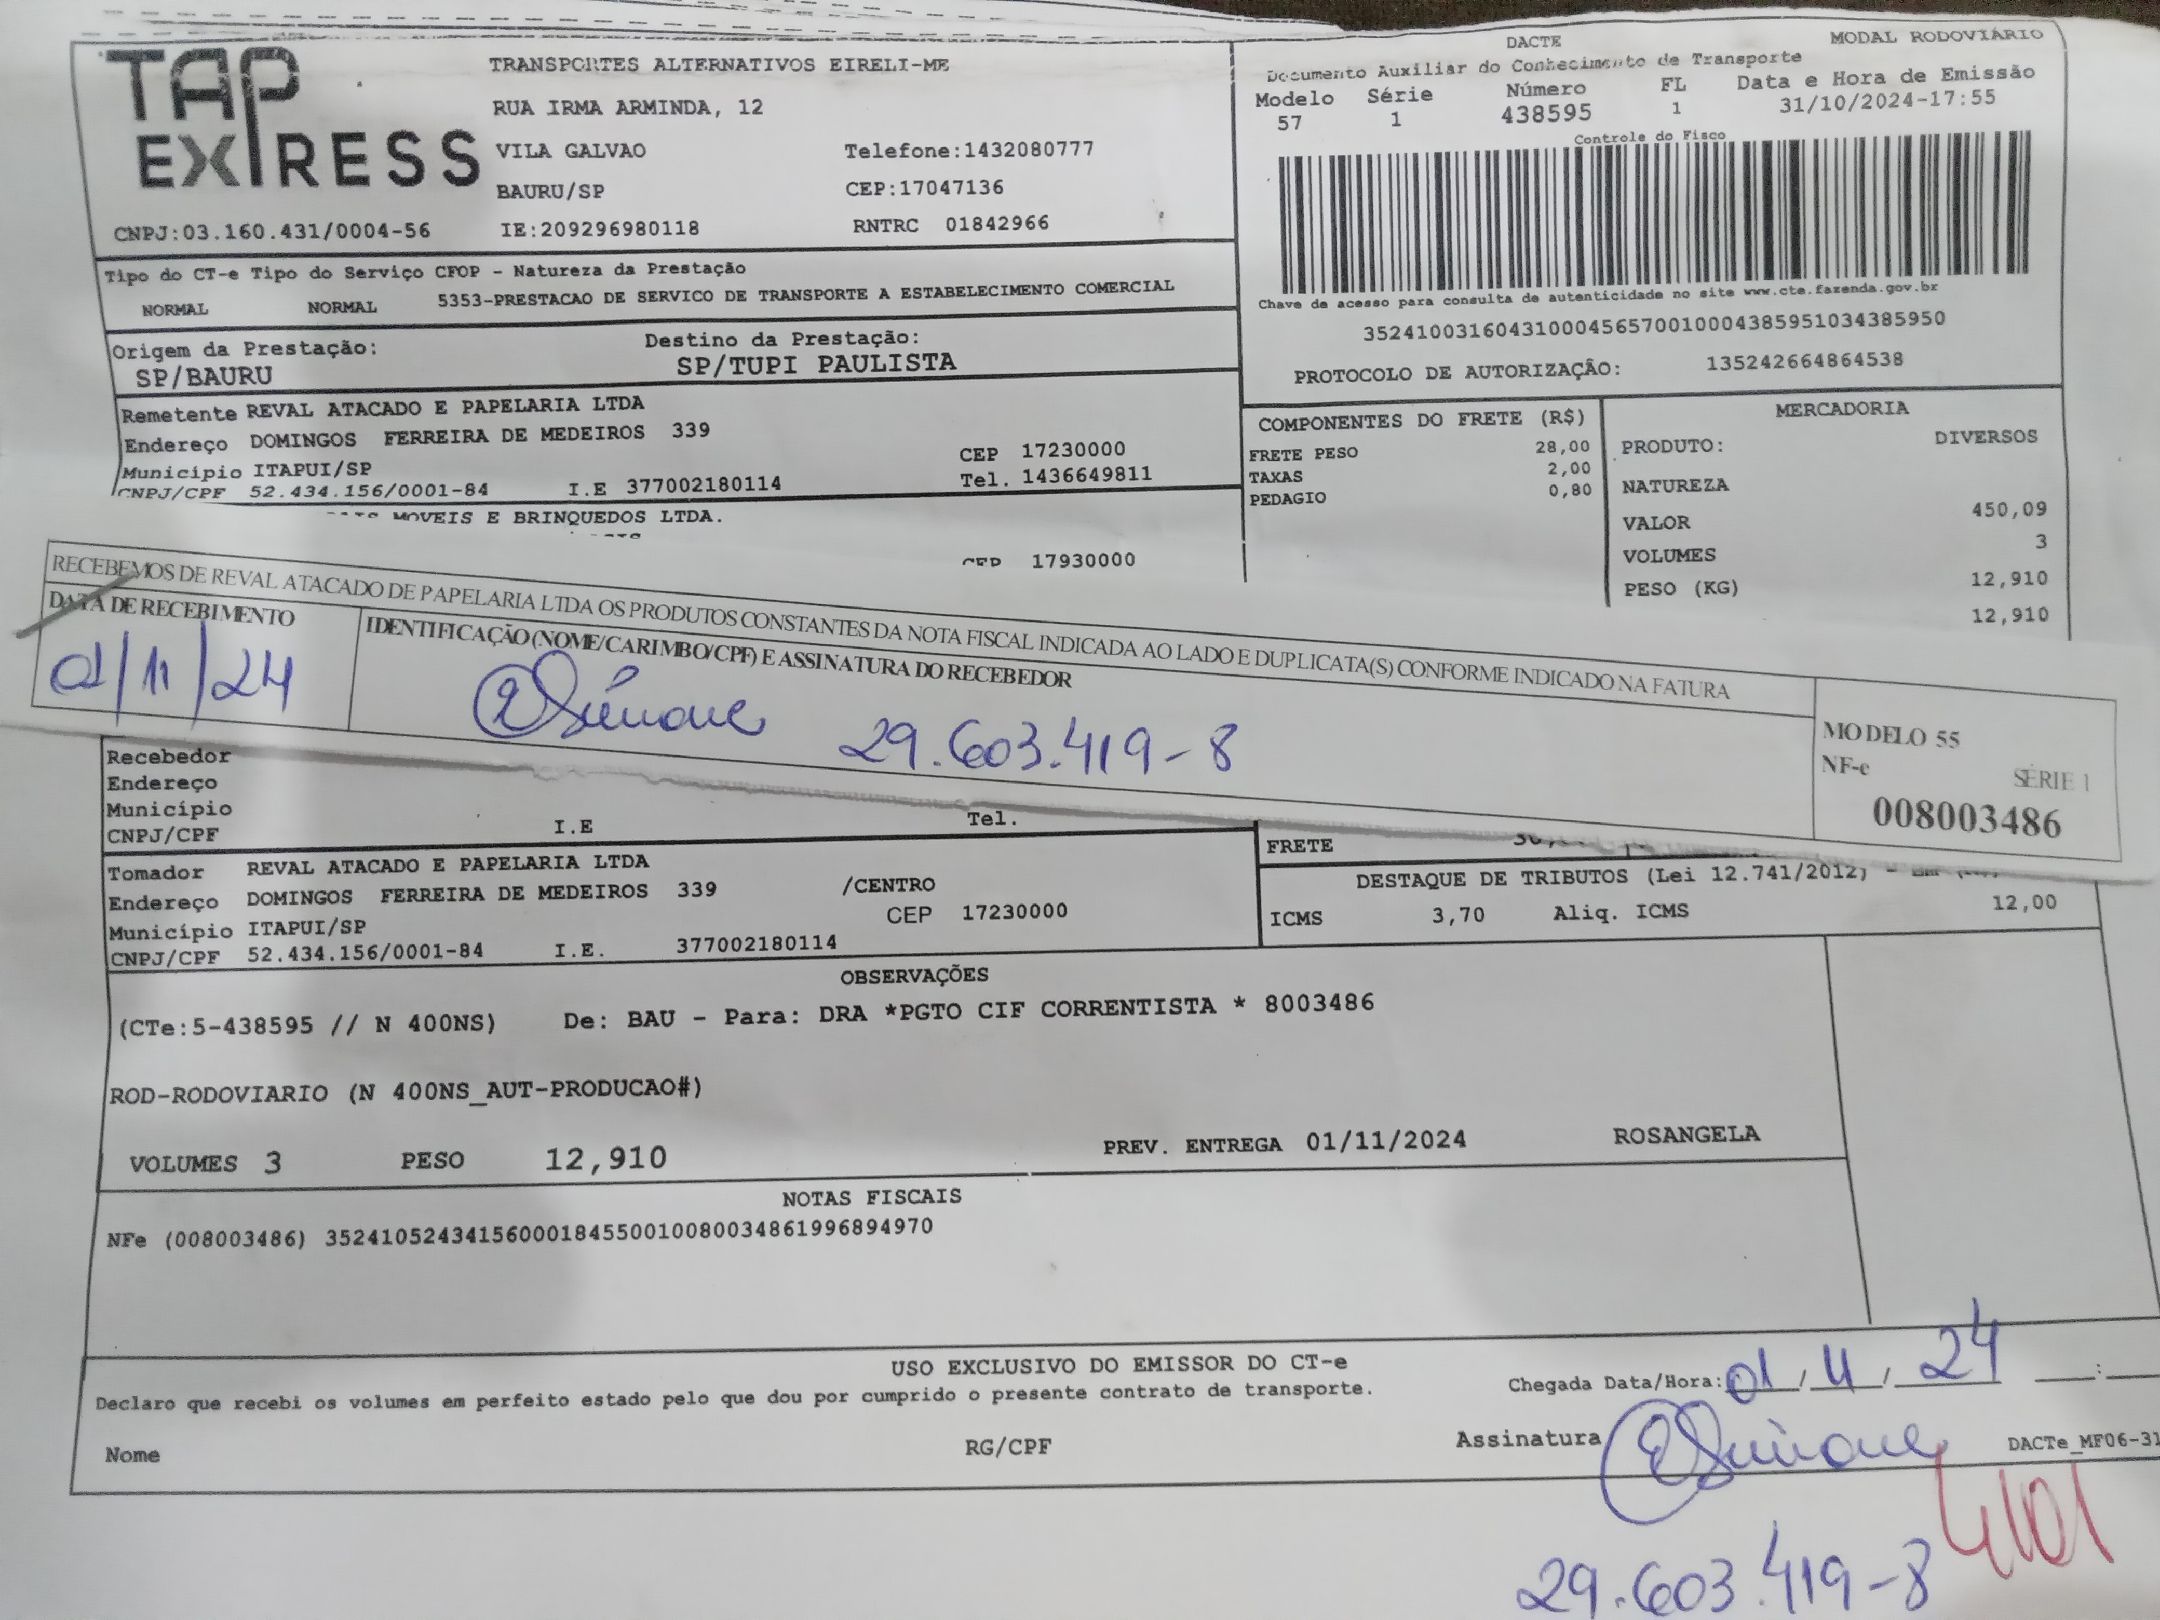 TAP EXPRESS
TRANSPORTES ALTERNATIVOS EIRELI-ME
RUA IRMA ARMINDA, 12
VILA GALVAO Telefone:1432080777
BAURU/SP CEP:17047136
CNPJ:03.160.431/0004-56 IE:209296980118 RNTRC 01842966
DACTE MODAL RODOVIÁRIO
Documento Auxiliar do Conhecimento de Transporte
Modelo Série Número FL Data e Hora de Emissão
57 1 438595 1 31/10/2024-17:55
Controle do Fisco
Chave de acesso para consulta de autenticidade no site www.cte.fazenda.gov.br
35241003160431000456570010004385951034385950
PROTOCOLO DE AUTORIZAÇÃO: 135242664864538
Tipo do CT-e Tipo do Serviço CFOP - Natureza da Prestação
NORMAL NORMAL 5353-PRESTACAO DE SERVICO DE TRANSPORTE A ESTABELECIMENTO COMERCIAL
Origem da Prestação: Destino da Prestação:
SP/BAURU SP/TUPI PAULISTA
Remetente REVAL ATACADO E PAPELARIA LTDA
Endereço DOMINGOS FERREIRA DE MEDEIROS 339
Município ITAPUI/SP CEP 17230000
CNPJ/CPF 52.434.156/0001-84 I.E 377002180114 Tel. 1436649811
MOVEIS E BRINQUEDOS LTDA.
CEP 17930000
COMPONENTES DO FRETE (R$)
FRETE PESO 28,00
TAXAS 2,00
PEDAGIO 0,80
MERCADORIA
PRODUTO: DIVERSOS
NATUREZA
VALOR 450,09
VOLUMES 3
PESO (KG) 12,910
12,910
RECEBEMOS DE REVAL ATACADO DE PAPELARIA LTDA OS PRODUTOS CONSTANTES DA NOTA FISCAL INDICADA AO LADO E DUPLICATA(S) CONFORME INDICADO NA FATURA
DATA DE RECEBIMENTO IDENTIFICAÇÃO (NOME/CARIMBO/CPF) E ASSINATURA DO RECEBEDOR
01/11/24 Simone 29.603.419-8
MODELO 55
NF-e SÉRIE 1
008003486
Recebedor
Endereço
Município
CNPJ/CPF I.E Tel.
Tomador REVAL ATACADO E PAPELARIA LTDA
Endereço DOMINGOS FERREIRA DE MEDEIROS 339 /CENTRO
Município ITAPUI/SP CEP 17230000
CNPJ/CPF 52.434.156/0001-84 I.E. 377002180114
FRETE
DESTAQUE DE TRIBUTOS (Lei 12.741/2012) -
ICMS 3,70 Aliq. ICMS 12,00
OBSERVAÇÕES
(CTe:5-438595 // N 400NS) De: BAU - Para: DRA *PGTO CIF CORRENTISTA * 8003486
ROD-RODOVIARIO (N 400NS_AUT-PRODUCAO#)
VOLUMES 3 PESO 12,910 PREV. ENTREGA 01/11/2024 ROSANGELA
NOTAS FISCAIS
NFe (008003486) 35241052434156000184550010080034861996894970
USO EXCLUSIVO DO EMISSOR DO CT-e
Declaro que recebi os volumes em perfeito estado pelo que dou por cumprido o presente contrato de transporte.
Chegada Data/Hora: 01/11/24 __:__
Nome RG/CPF Assinatura Simone DACTe_MF06-31
29.603.419-8